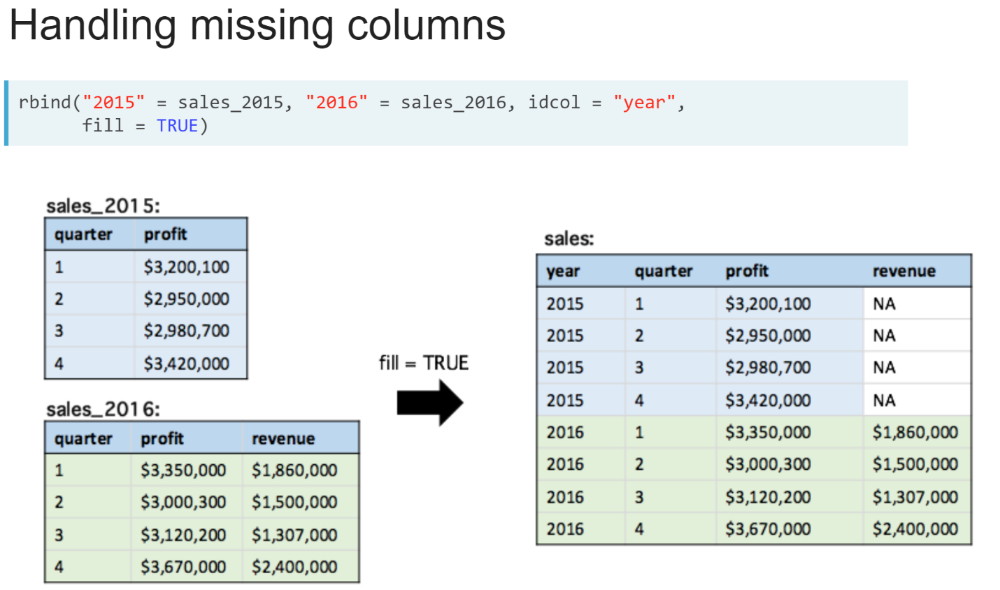 Handling missing columns
rbind("2015" = sales_2015, "2016" = sales_2016, idcol = "year",
fill = TRUE)
sales_2015:
quarter profit
1 $3,200,100
2 $2,950,000
3 $2,980,700
4 $3,420,000
sales_2016:
quarter profit revenue
1 $3,350,000 $1,860,000
2 $3,000,300 $1,500,000
3 $3,120,200 $1,307,000
4 $3,670,000 $2,400,000
fill = TRUE
sales:
year quarter profit revenue
2015 1 $3,200,100 NA
2015 2 $2,950,000 NA
2015 3 $2,980,700 NA
2015 4 $3,420,000 NA
2016 1 $3,350,000 $1,860,000
2016 2 $3,000,300 $1,500,000
2016 3 $3,120,200 $1,307,000
2016 4 $3,670,000 $2,400,000